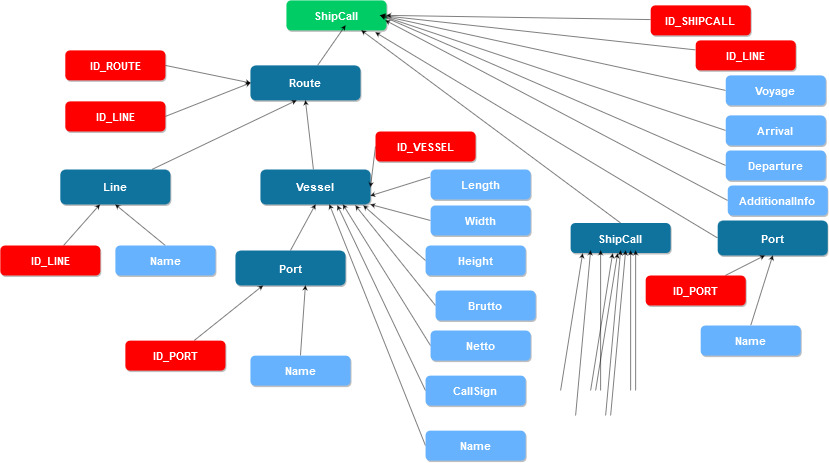 ShipCall
ID_SHIPCALL
ID_LINE
ID_ROUTE
Route
Voyage
ID_LINE
Arrival
ID_VESSEL
Departure
Line
Vessel
Length
AdditionalInfo
Width
ShipCall
Port
ID_LINE
Name
Height
Port
ID_PORT
Brutto
ID_PORT
Netto
Name
Name
CallSign
Name